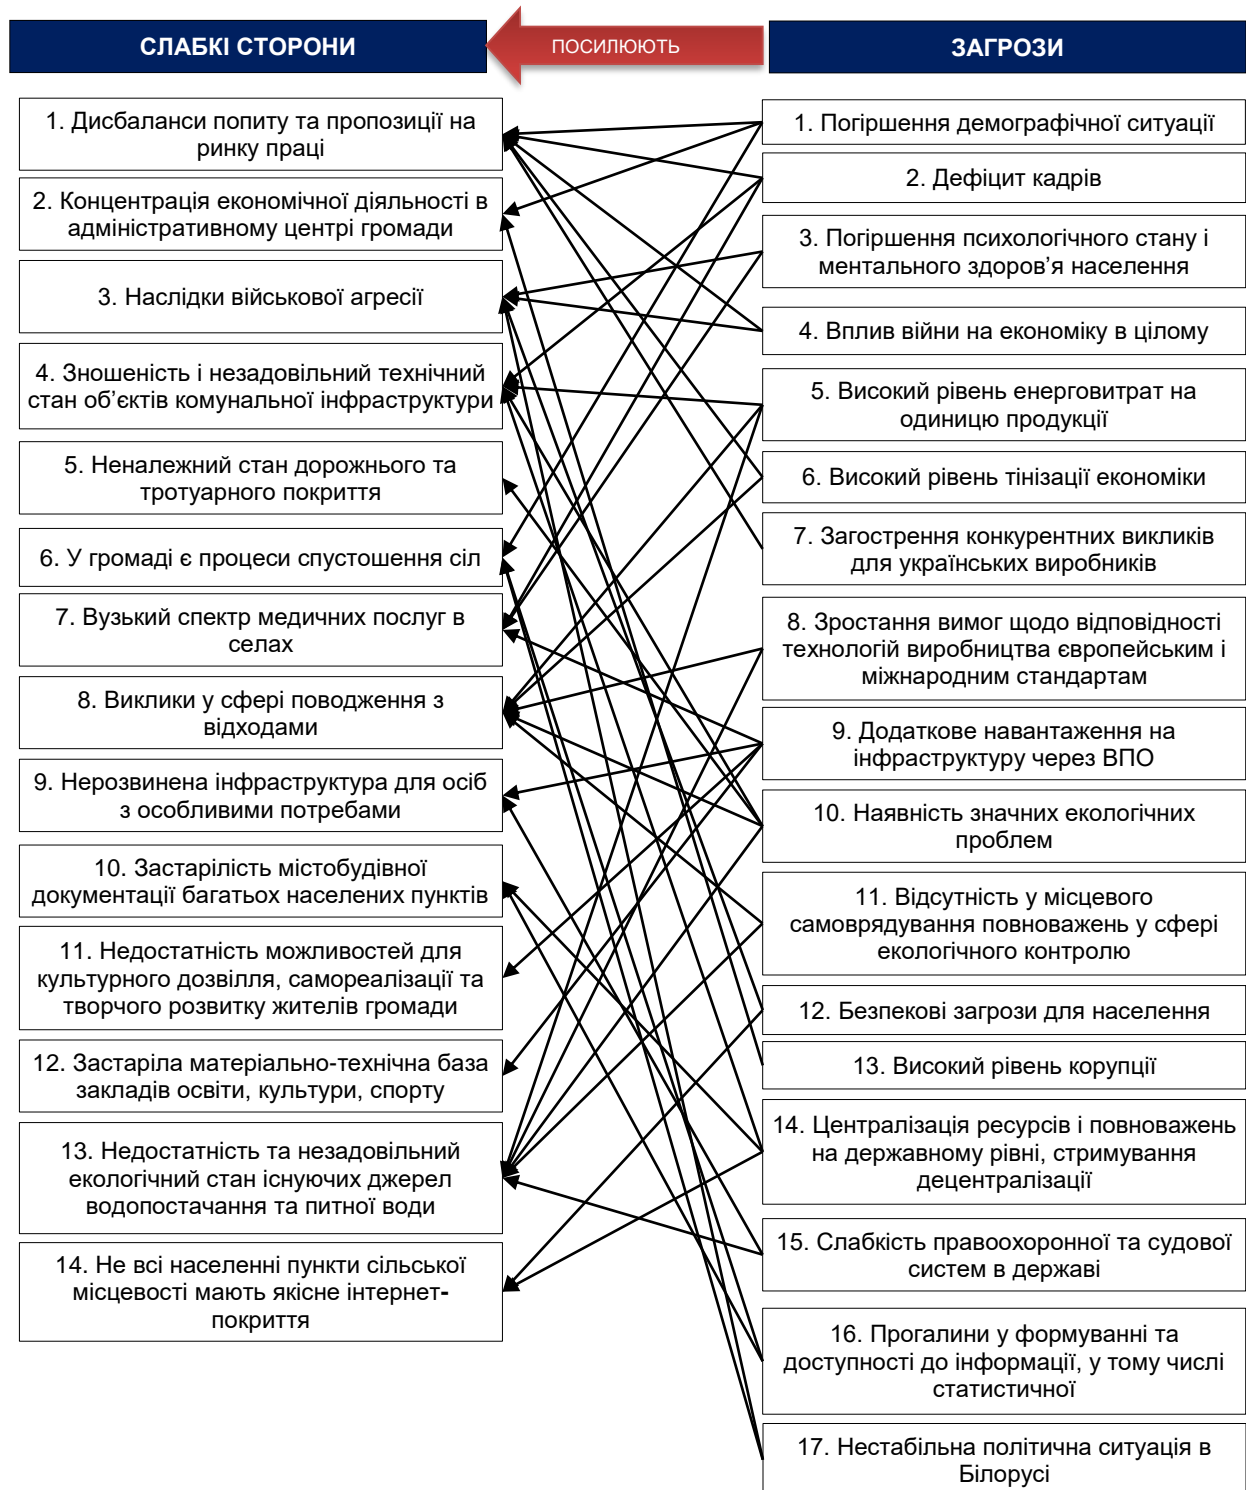 СЛАБКІ СТОРОНИ
ПОСИЛЮЮТЬ
ЗАГРОЗИ
1. Дисбаланси попиту та пропозиції на
ринку праці
2. Концентрація економічної діяльності в
адміністративному центрі громади
3. Наслідки військової агресії
4. Зношеність і незадовільний технічний
стан об’єктів комунальної інфраструктури
5. Неналежний стан дорожнього та
тротуарного покриття
6. У громаді є процеси спустошення сіл
7. Вузький спектр медичних послуг в
селах
8. Виклики у сфері поводження з
відходами
9. Нерозвинена інфраструктура для осіб
з особливими потребами
10. Застарілість містобудівної
документації багатьох населених пунктів
11. Недостатність можливостей для
культурного дозвілля, самореалізації та
творчого розвитку жителів громади
12. Застаріла матеріально-технічна база
закладів освіти, культури, спорту
13. Недостатність та незадовільний
екологічний стан існуючих джерел
водопостачання та питної води
14. Не всі населенні пункти сільської
місцевості мають якісне інтернет-
покриття
1. Погіршення демографічної ситуації
2. Дефіцит кадрів
3. Погіршення психологічного стану і
ментального здоров’я населення
4. Вплив війни на економіку в цілому
5. Високий рівень енерговитрат на
одиницю продукції
6. Високий рівень тінізації економіки
7. Загострення конкурентних викликів
для українських виробників
8. Зростання вимог щодо відповідності
технологій виробництва європейським і
міжнародним стандартам
9. Додаткове навантаження на
інфраструктуру через ВПО
10. Наявність значних екологічних
проблем
11. Відсутність у місцевого
самоврядування повноважень у сфері
екологічного контролю
12. Безпекові загрози для населення
13. Високий рівень корупції
14. Централізація ресурсів і повноважень
на державному рівні, стримування
децентралізації
15. Слабкість правоохоронної та судової
систем в державі
16. Прогалини у формуванні та
доступності до інформації, у тому числі
статистичної
17. Нестабільна політична ситуація в
Білорусі